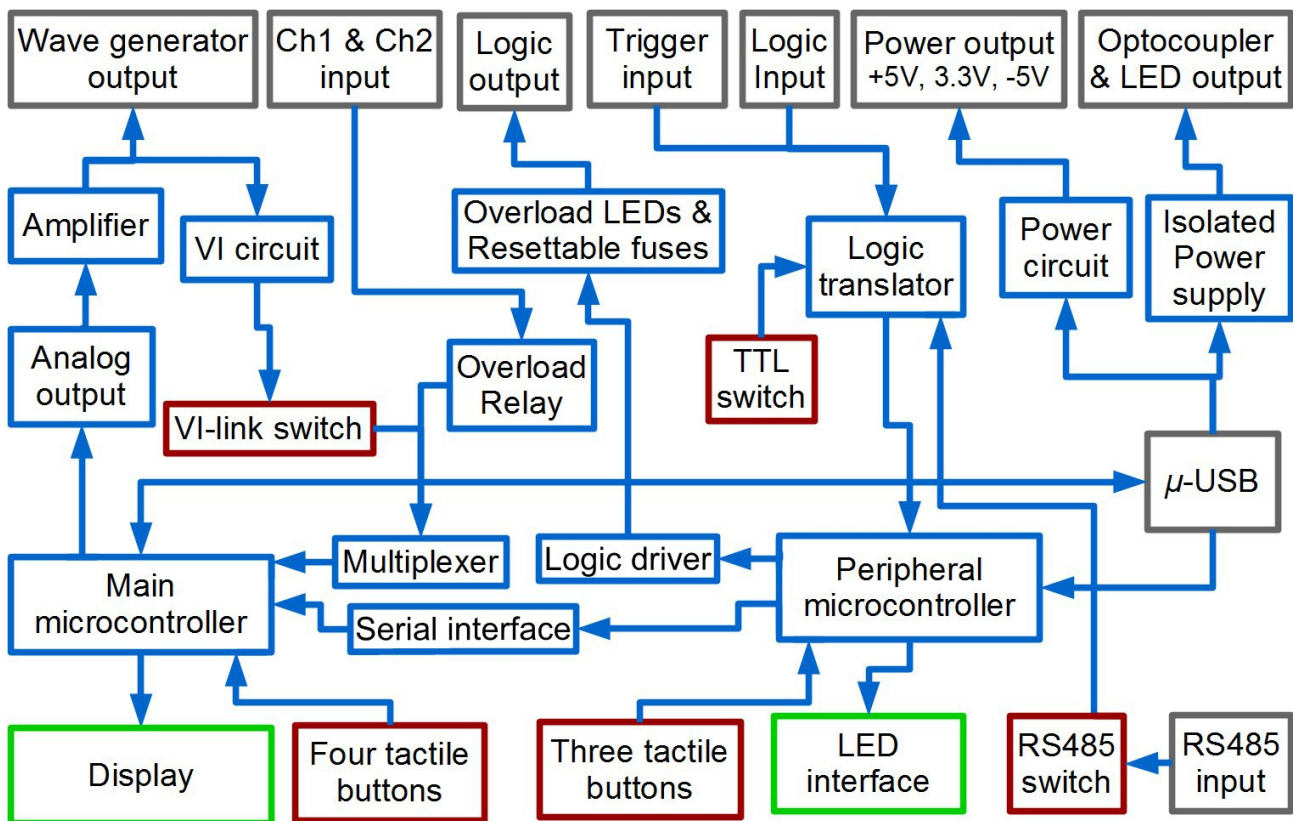 Wave generator
output
Ch1 & Ch2
input
Logic
output
Trigger
input
Logic
Input
Power output
+5V, 3.3V, -5V
Optocoupler
& LED output
Amplifier
VI circuit
Overload LEDs &
Resettable fuses
Logic
translator
Power
circuit
Isolated
Power
supply
Analog
output
VI-link switch
Overload
Relay
TTL
switch
μ-USB
Main
microcontroller
Multiplexer
Logic driver
Serial interface
Peripheral
microcontroller
Display
Four tactile
buttons
Three tactile
buttons
LED
interface
RS485
switch
RS485
input